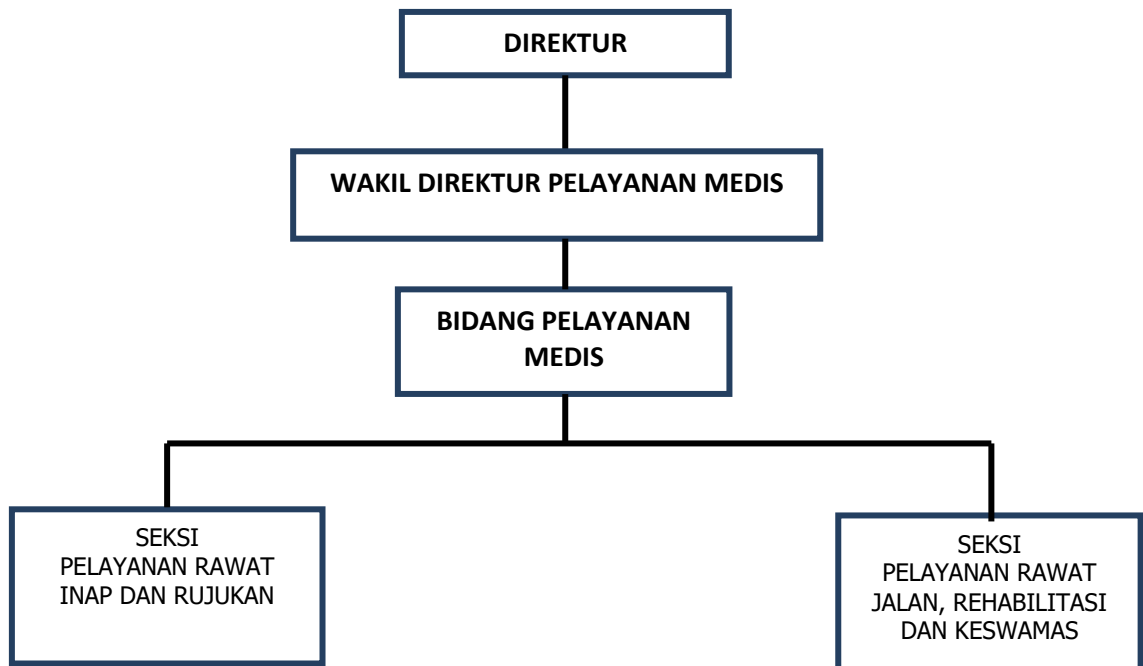 DIREKTUR
WAKIL DIREKTUR PELAYANAN MEDIS
BIDANG PELAYANAN
MEDIS
SEKSI
PELAYANAN RAWAT
INAP DAN RUJUKAN
SEKSI
PELAYANAN RAWAT
JALAN, REHABILITASI
DAN KESWAMAS